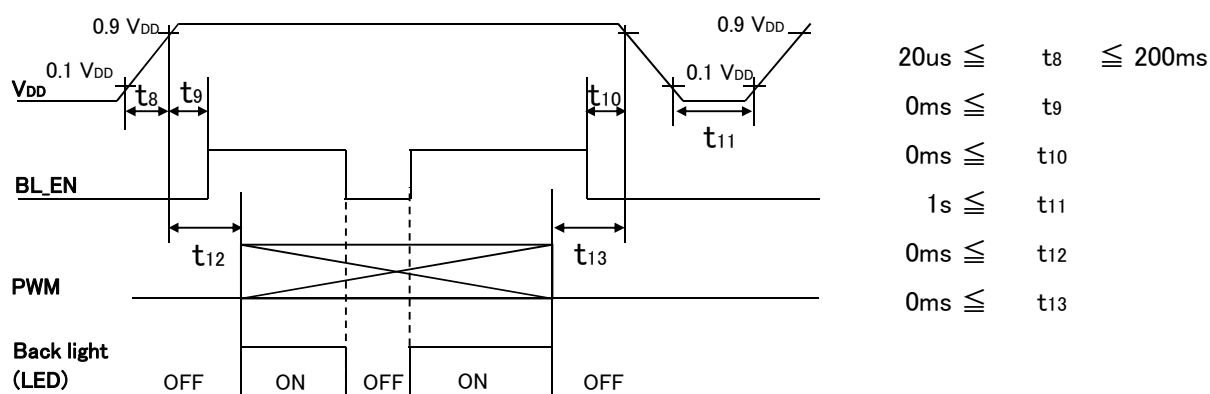 0.9 VDD
0.9 VDD
0.1 VDD
0.1 VDD
VDD
t8
t9
t10
t11
BL_EN
t12
t13
PWM
Back light
(LED)
OFF
ON
OFF
ON
OFF
20us ≦ t8 ≦ 200ms
0ms ≦ t9
0ms ≦ t10
1s ≦ t11
0ms ≦ t12
0ms ≦ t13